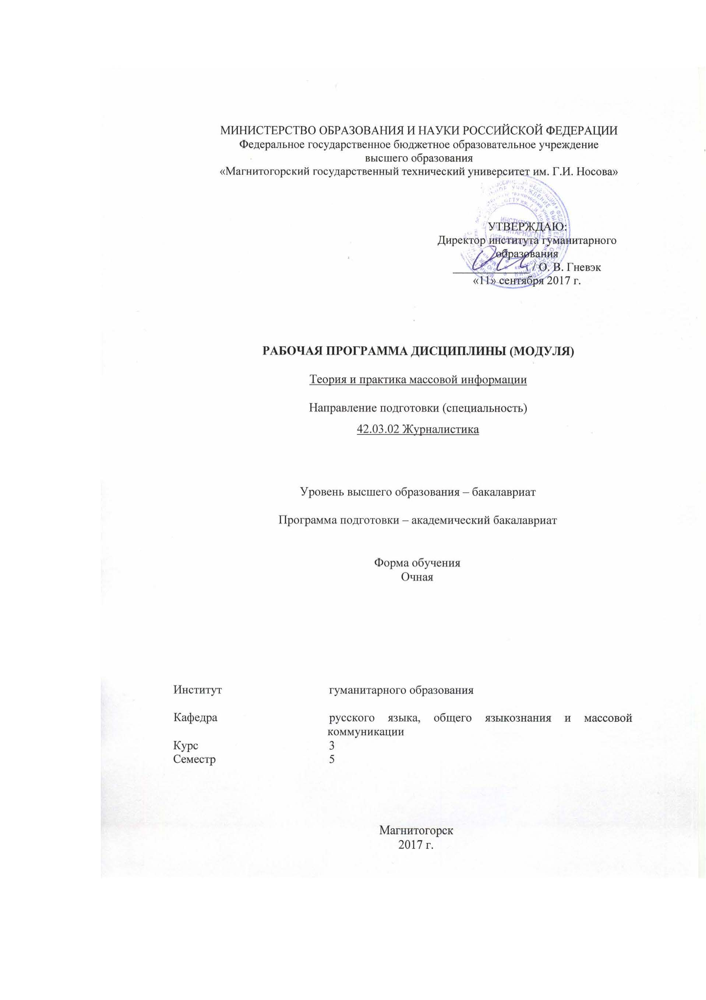 МИНИСТЕРСТВО ОБРАЗОВАНИЯ И НАУКИ РОССИЙСКОЙ ФЕДЕРАЦИИ
Федеральное государственное бюджетное образовательное учреждение
высшего образования
«Магнитогорский государственный технический университет им. Г.И. Носова»
УТВЕРЖДАЮ:
Директор института гуманитарного
образования
/ О. В. Гневэк
«11» сентября 2017 г.
РАБОЧАЯ ПРОГРАММА ДИСЦИПЛИНЫ (МОДУЛЯ)
Теория и практика массовой информации
Направление подготовки (специальность)
42.03.02 Журналистика
Уровень высшего образования – бакалавриат
Программа подготовки – академический бакалавриат
Форма обучения
Очная
Институт гуманитарного образования
Кафедра русского языка, общего языкознания и массовой
коммуникации
Курс 3
Семестр 5
Магнитогорск
2017 г.